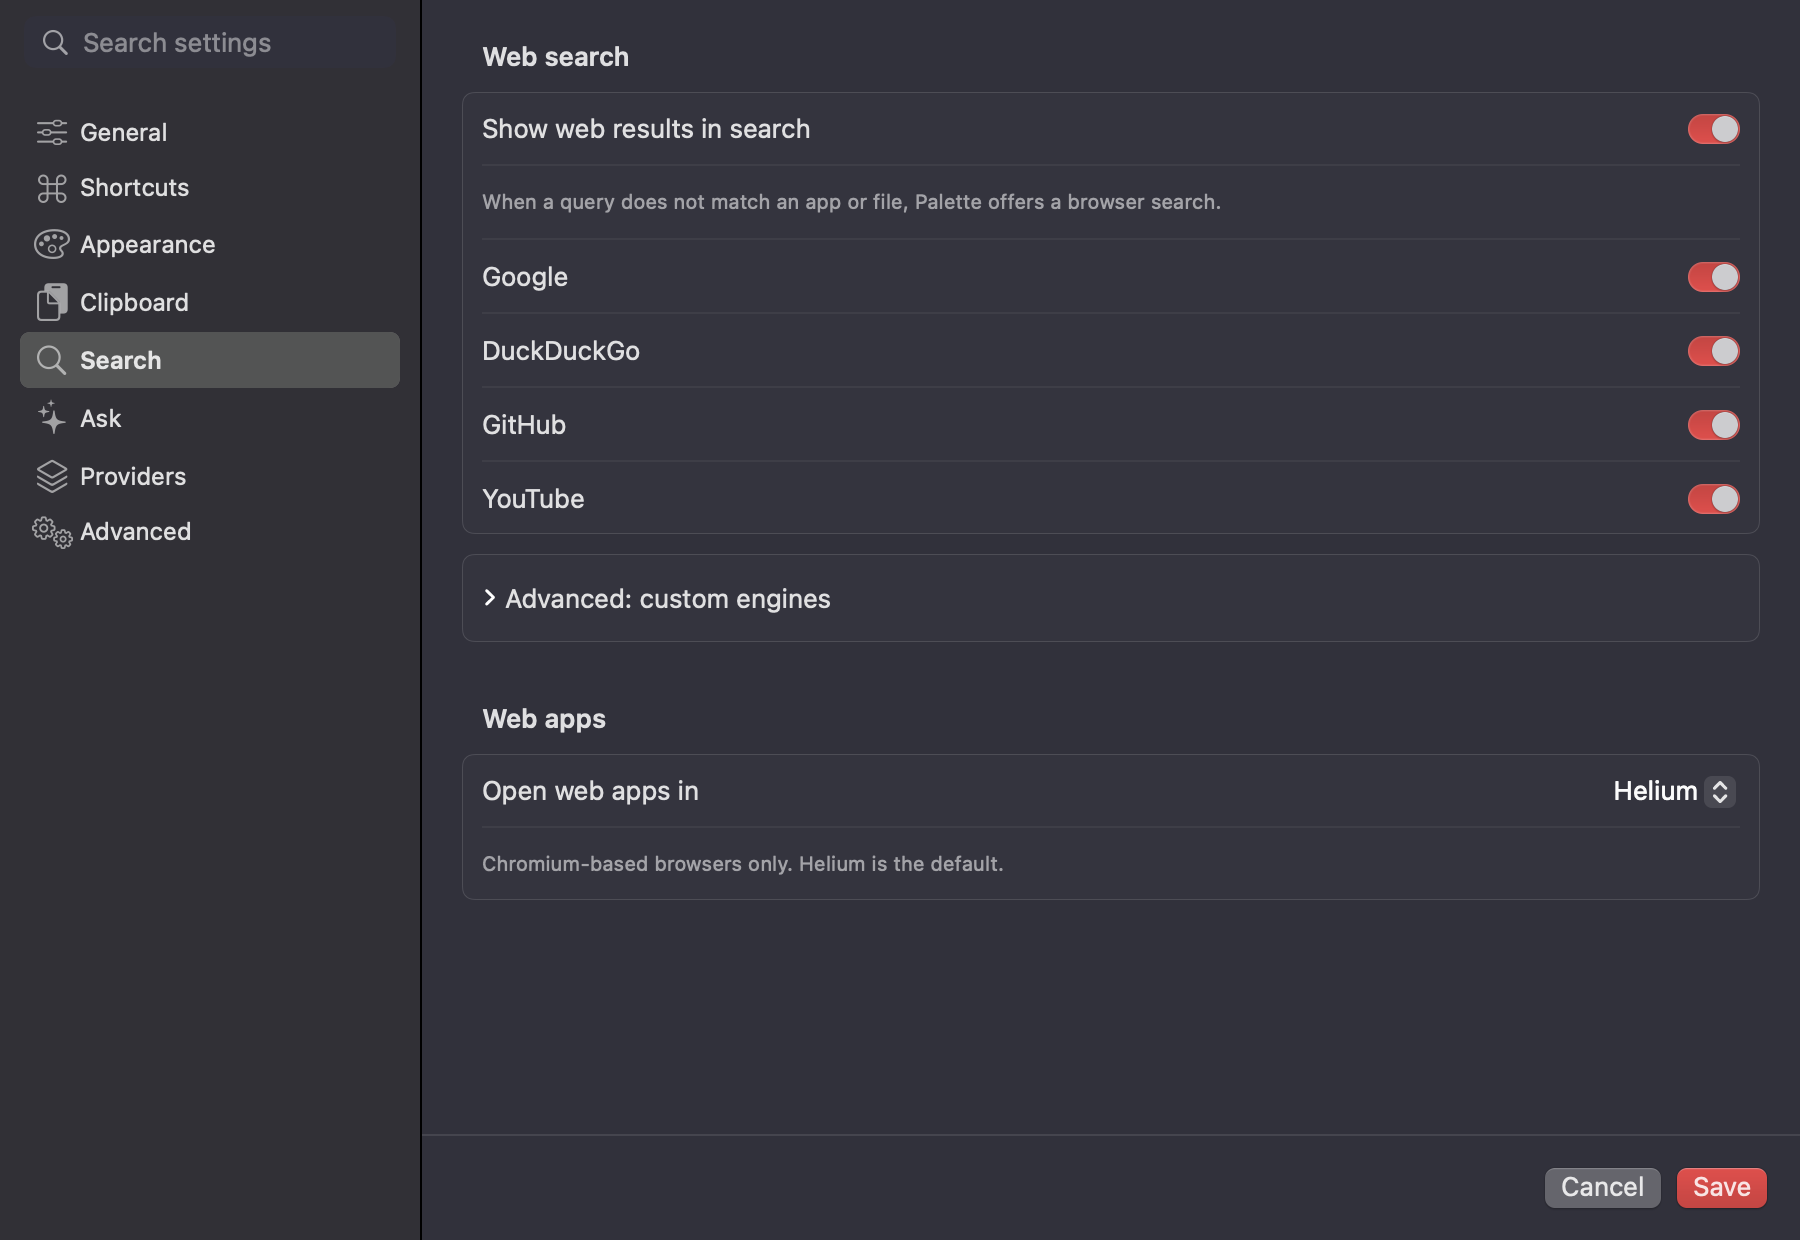 Search settings
General
Shortcuts
Appearance
Clipboard
Search
Ask
Providers
Advanced
Web search
Show web results in search
When a query does not match an app or file, Palette offers a browser search.
Google
DuckDuckGo
GitHub
YouTube
Advanced: custom engines
Web apps
Open web apps in
Helium
Chromium-based browsers only. Helium is the default.
Cancel
Save